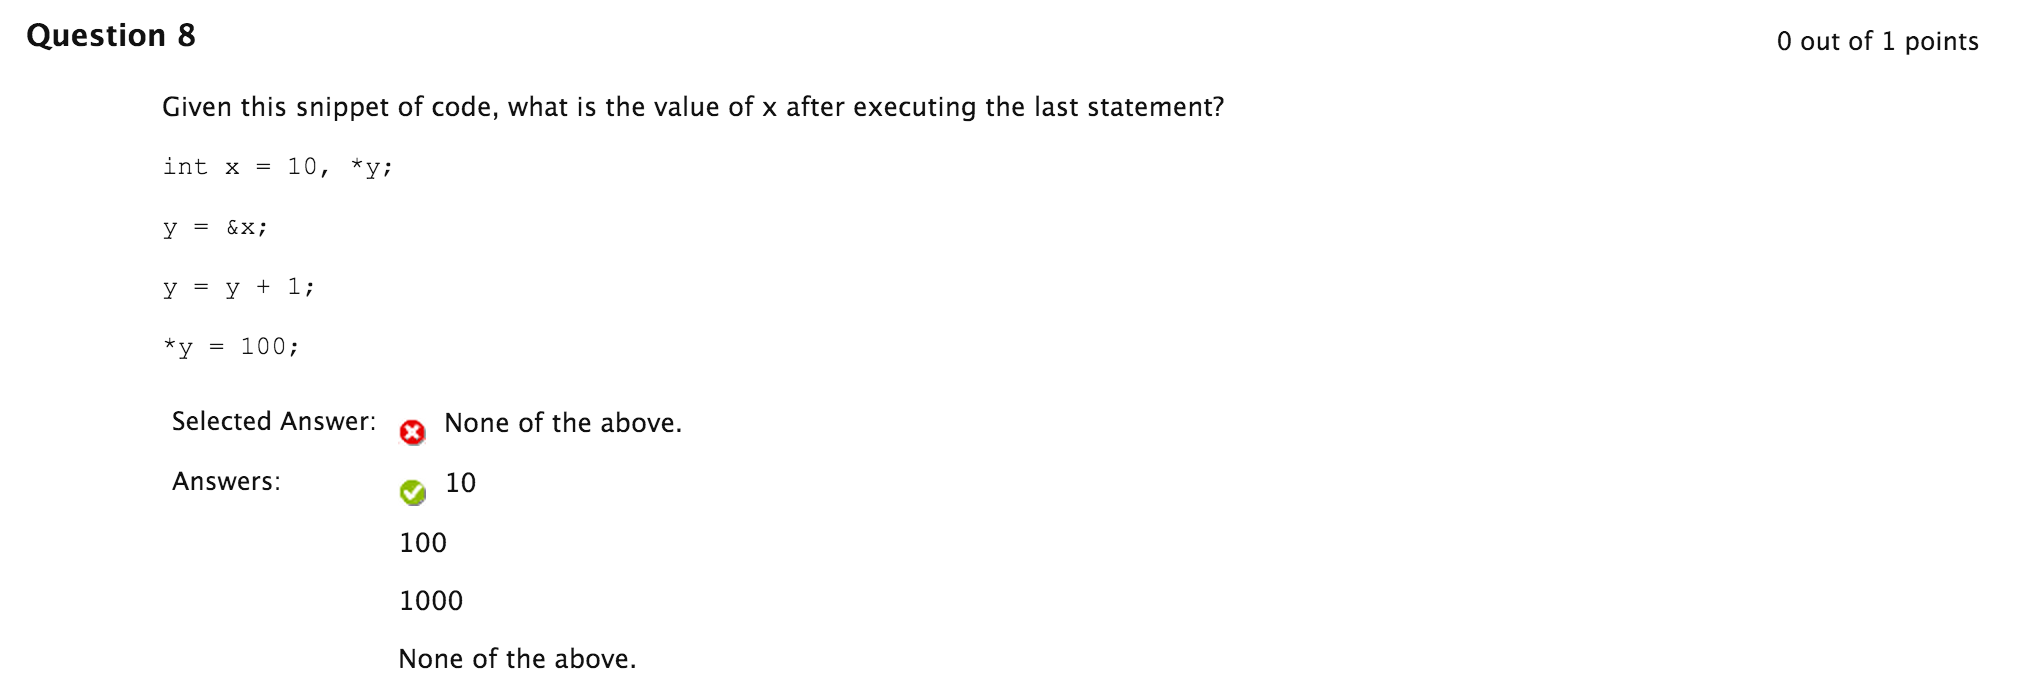 Question 8
0 out of 1 points
Given this snippet of code, what is the value of x after executing the last statement?
int x = 10, *y;
y = &x;
y = y + 1;
*y = 100;
Selected Answer: None of the above.
Answers: 10
100
1000
None of the above.